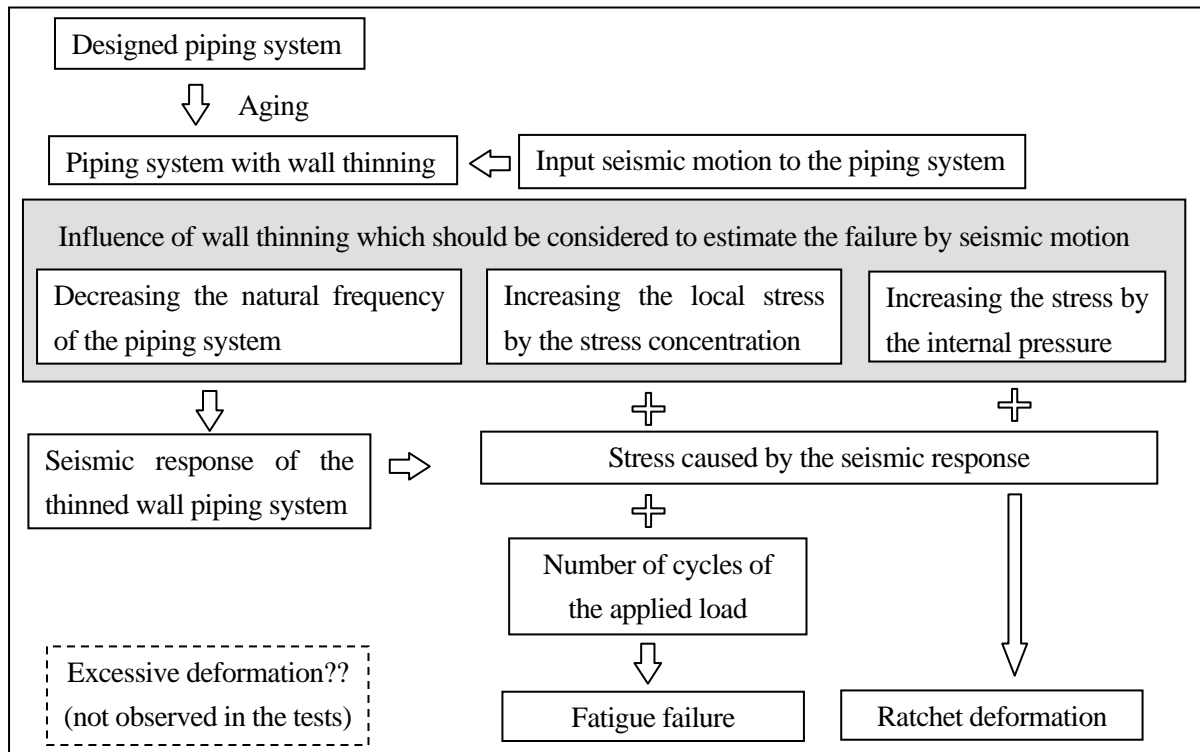 Designed piping system
Aging
Piping system with wall thinning
Input seismic motion to the piping system
Influence of wall thinning which should be considered to estimate the failure by seismic motion
Decreasing the natural frequency
of the piping system
Increasing the local stress
by the stress concentration
Increasing the stress by
the internal pressure
Seismic response of the
thinned wall piping system
Stress caused by the seismic response
Number of cycles of
the applied load
Excessive deformation??
(not observed in the tests)
Fatigue failure
Ratchet deformation